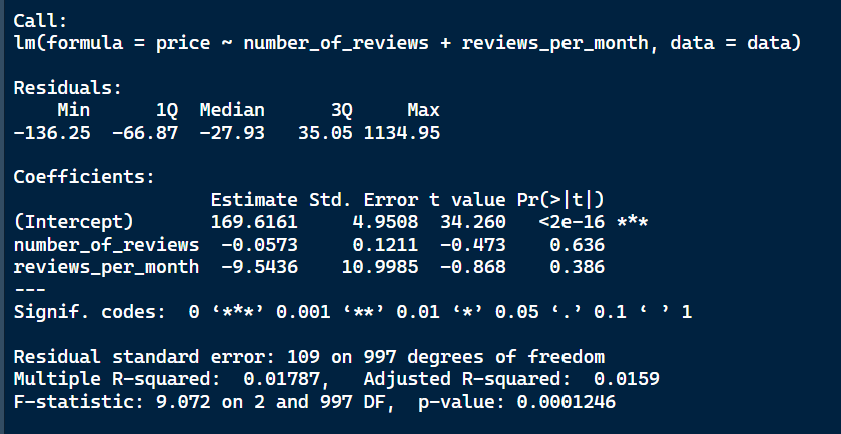 Call:
lm(formula = price ~ number_of_reviews + reviews_per_month, data = data)
Residuals:
    Min      1Q  Median      3Q     Max
-136.25  -66.87  -27.93   35.05 1134.95
Coefficients:
                  Estimate Std. Error t value Pr(>|t|)
(Intercept)       169.6161     4.9508  34.260   <2e-16 ***
number_of_reviews  -0.0573     0.1211  -0.473    0.636
reviews_per_month  -9.5436    10.9985  -0.868    0.386
---
Signif. codes:  0 ‘***’ 0.001 ‘**’ 0.01 ‘*’ 0.05 ‘.’ 0.1 ‘ ’ 1
Residual standard error: 109 on 997 degrees of freedom
Multiple R-squared:  0.01787,   Adjusted R-squared:  0.0159
F-statistic: 9.072 on 2 and 997 DF,  p-value: 0.0001246